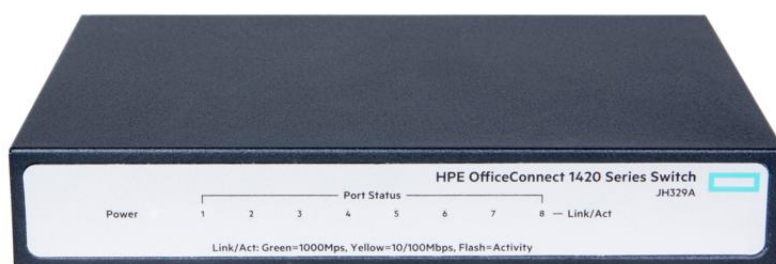 HPE OfficeConnect 1420 Series Switch
JH329A
Port Status
Power 1 2 3 4 5 6 7 8 — Link/Act
Link/Act: Green=1000Mps, Yellow=10/100Mbps, Flash=Activity